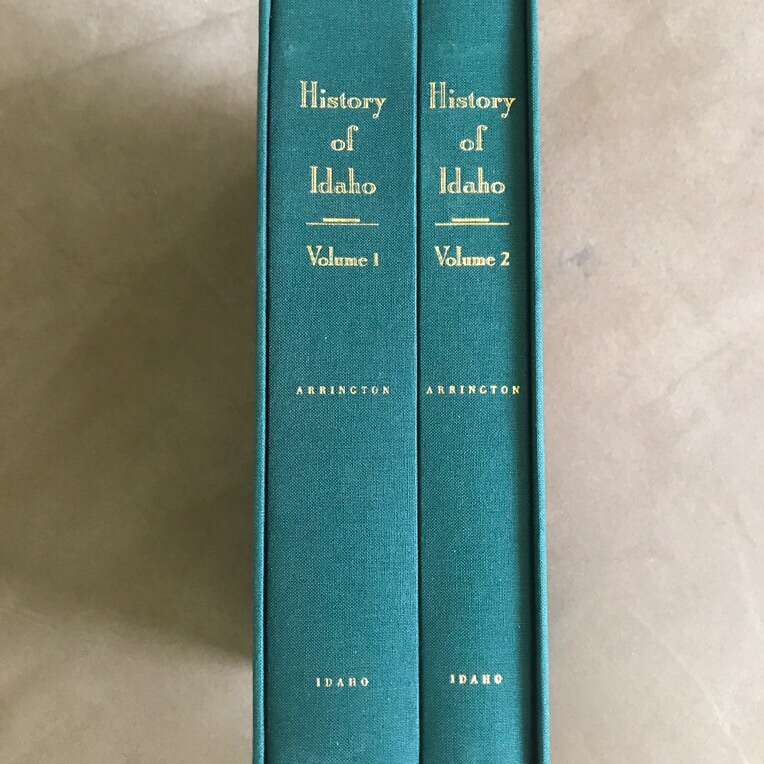 History
of
Idaho
Volume 1
ARRINGTON
IDAHO
History
of
Idaho
Volume 2
ARRINGTON
IDAHO